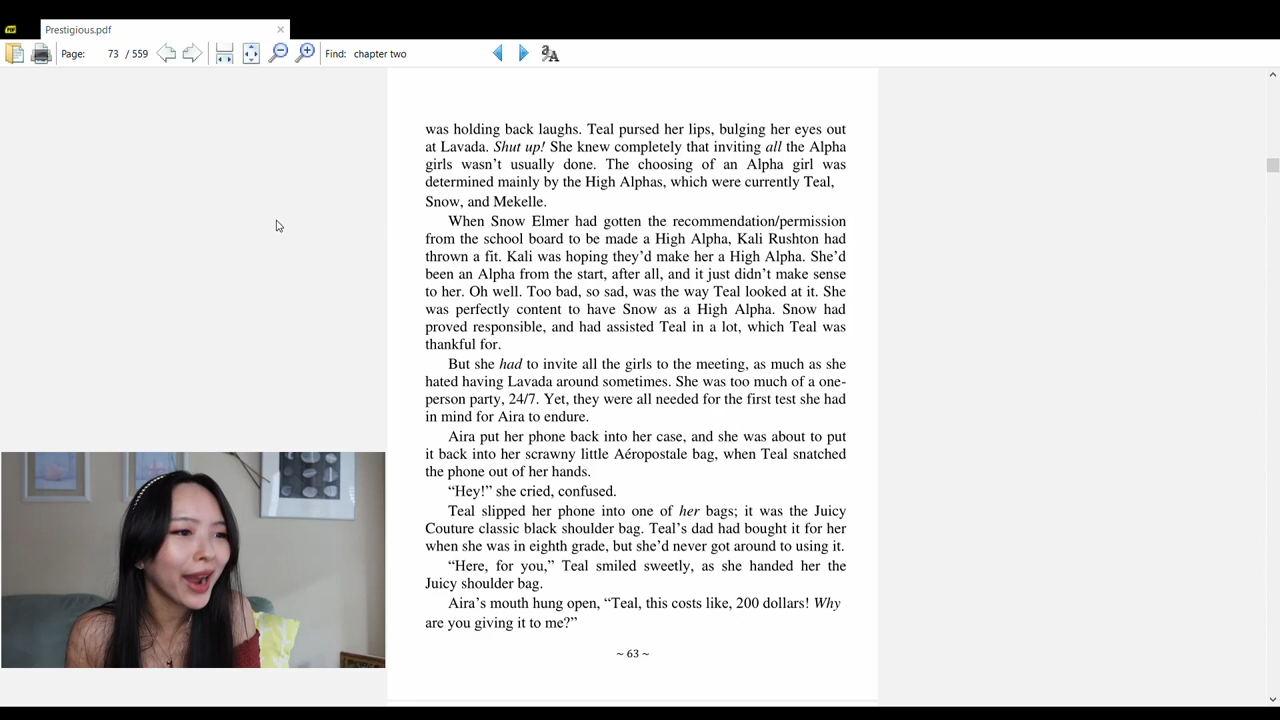 Prestigious.pdf
Page: 73 / 559 Find: chapter two
was holding back laughs. Teal pursed her lips, bulging her eyes out
at Lavada. Shut up! She knew completely that inviting all the Alpha
girls wasn’t usually done. The choosing of an Alpha girl was
determined mainly by the High Alphas, which were currently Teal,
Snow, and Mekelle.
When Snow Elmer had gotten the recommendation/permission
from the school board to be made a High Alpha, Kali Rushton had
thrown a fit. Kali was hoping they’d make her a High Alpha. She’d
been an Alpha from the start, after all, and it just didn’t make sense
to her. Oh well. Too bad, so sad, was the way Teal looked at it. She
was perfectly content to have Snow as a High Alpha. Snow had
proved responsible, and had assisted Teal in a lot, which Teal was
thankful for.
But she had to invite all the girls to the meeting, as much as she
hated having Lavada around sometimes. She was too much of a one-
person party, 24/7. Yet, they were all needed for the first test she had
in mind for Aira to endure.
Aira put her phone back into her case, and she was about to put
it back into her scrawny little Aéropostale bag, when Teal snatched
the phone out of her hands.
“Hey!” she cried, confused.
Teal slipped her phone into one of her bags; it was the Juicy
Couture classic black shoulder bag. Teal’s dad had bought it for her
when she was in eighth grade, but she’d never got around to using it.
“Here, for you,” Teal smiled sweetly, as she handed her the
Juicy shoulder bag.
Aira’s mouth hung open, “Teal, this costs like, 200 dollars! Why
are you giving it to me?”
~ 63 ~